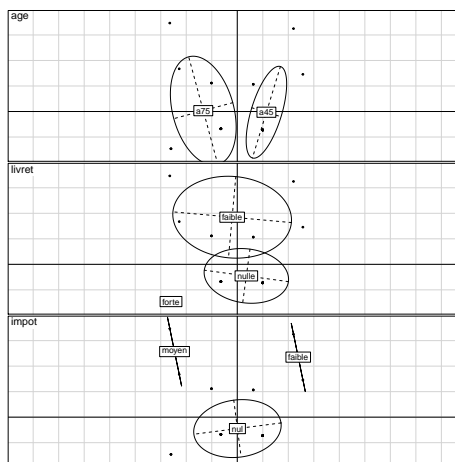 age
a75
a45
livret
faible
nulle
forte
impot
moyen
faible
nul